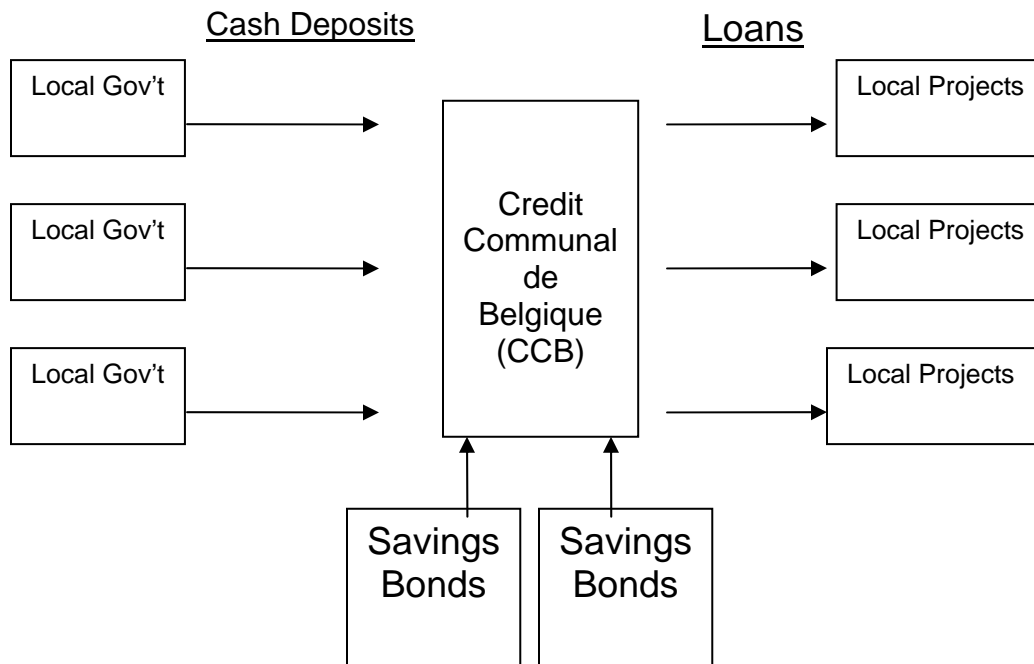 Cash Deposits
Loans
Local Gov’t
Local Projects
Local Gov’t
Credit
Communal
de
Belgique
(CCB)
Local Projects
Local Gov’t
Local Projects
Savings
Bonds
Savings
Bonds